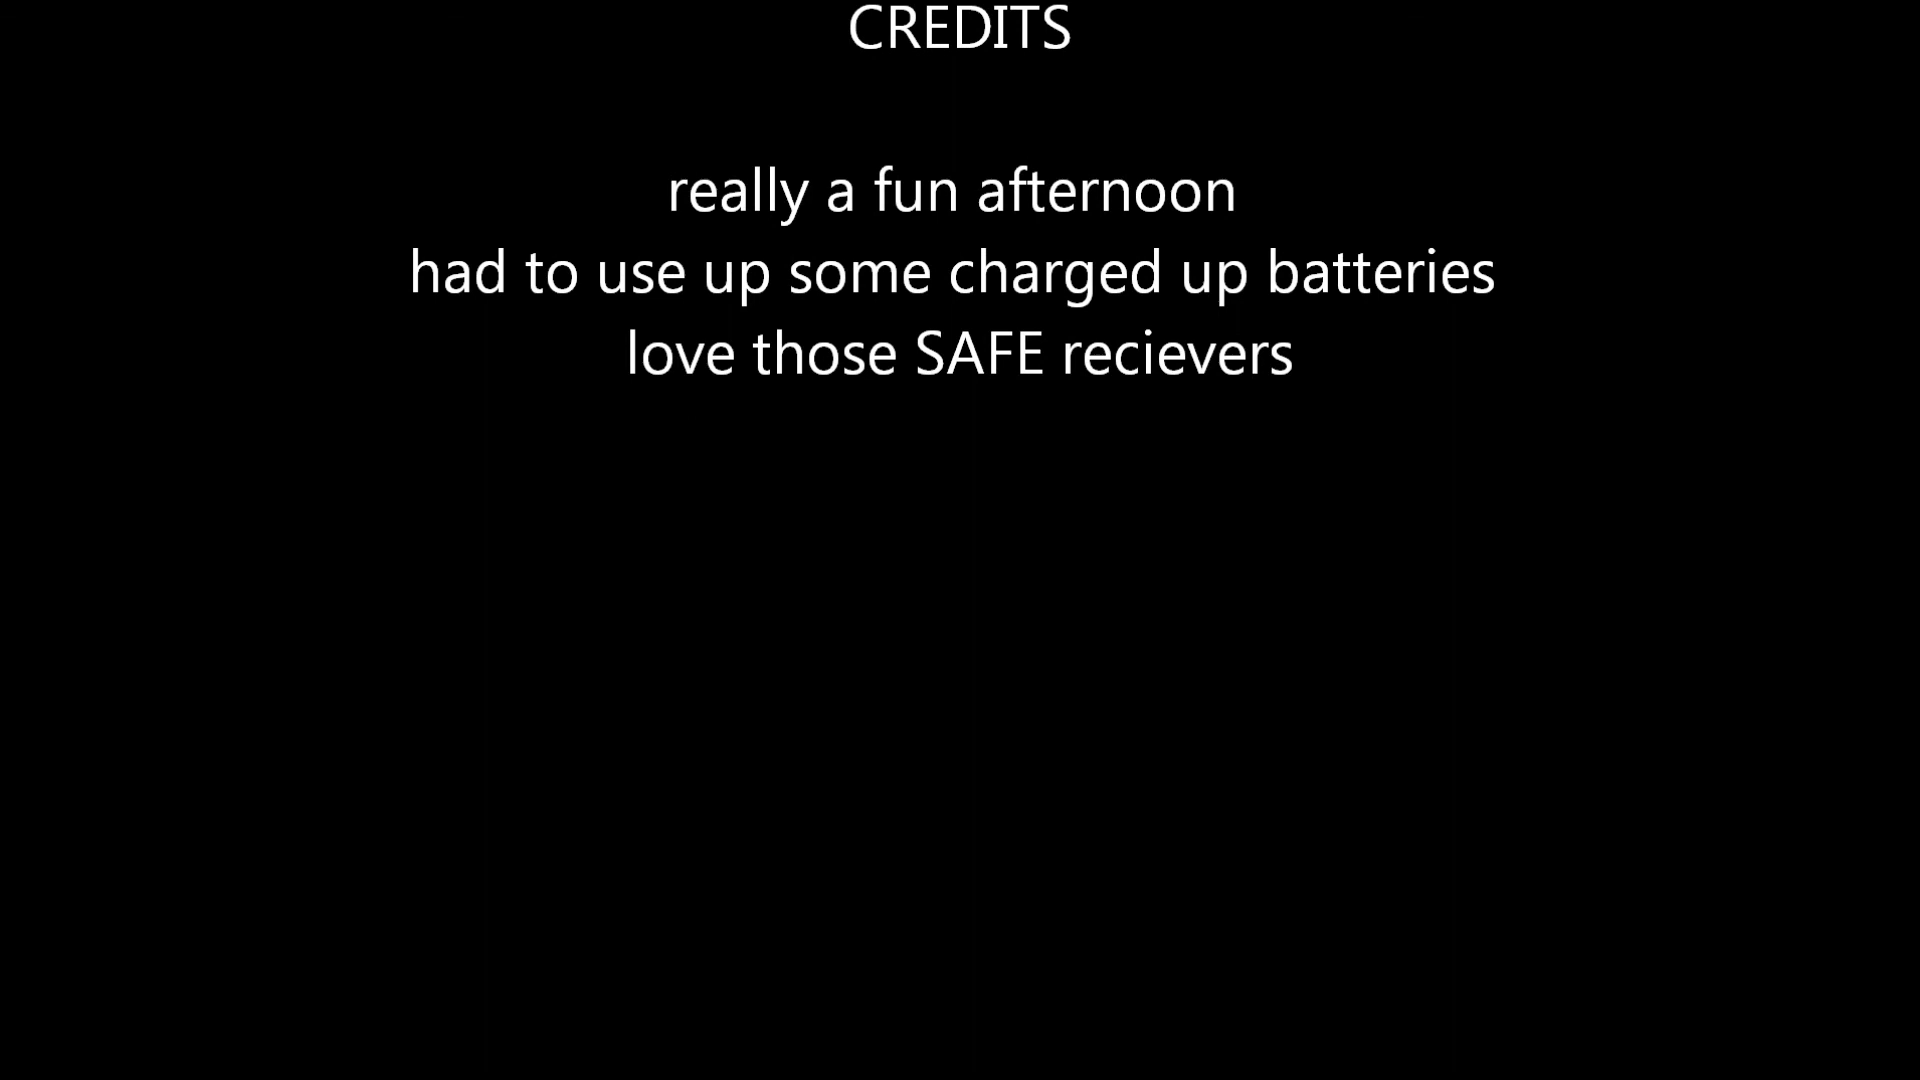 CREDITS
really a fun afternoon
had to use up some charged up batteries
love those SAFE recievers